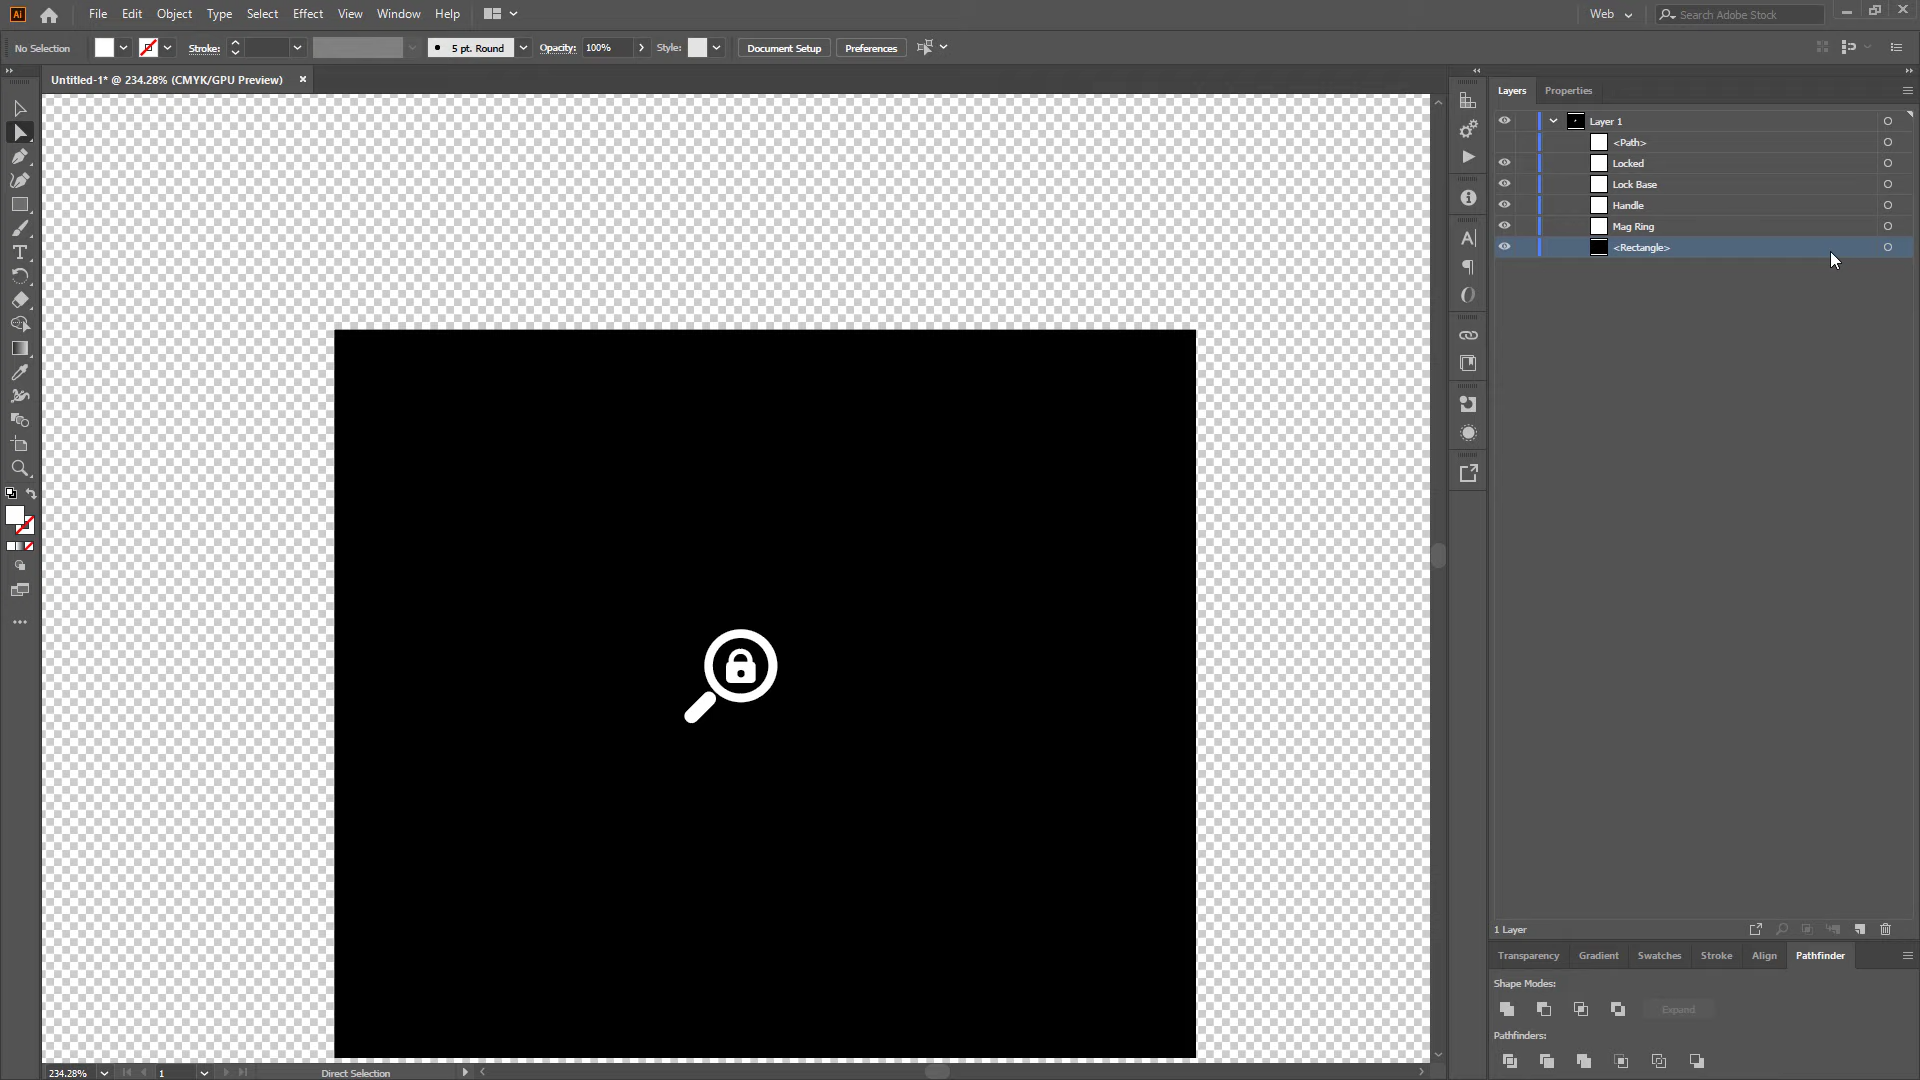 Ai
File Edit Object Type Select Effect View Window Help
Web
Search Adobe Stock
No Selection
Stroke:
5 pt. Round
Opacity: 100%
Style:
Document Setup
Preferences
Untitled-1* @ 234.28% (CMYK/GPU Preview)
Layers
Properties
Layer 1
<Path>
Locked
Lock Base
Handle
Mag Ring
<Rectangle>
1 Layer
Transparency Gradient Swatches Stroke Align Pathfinder
Shape Modes:
Expand
Pathfinders:
234.28%
1
Direct Selection